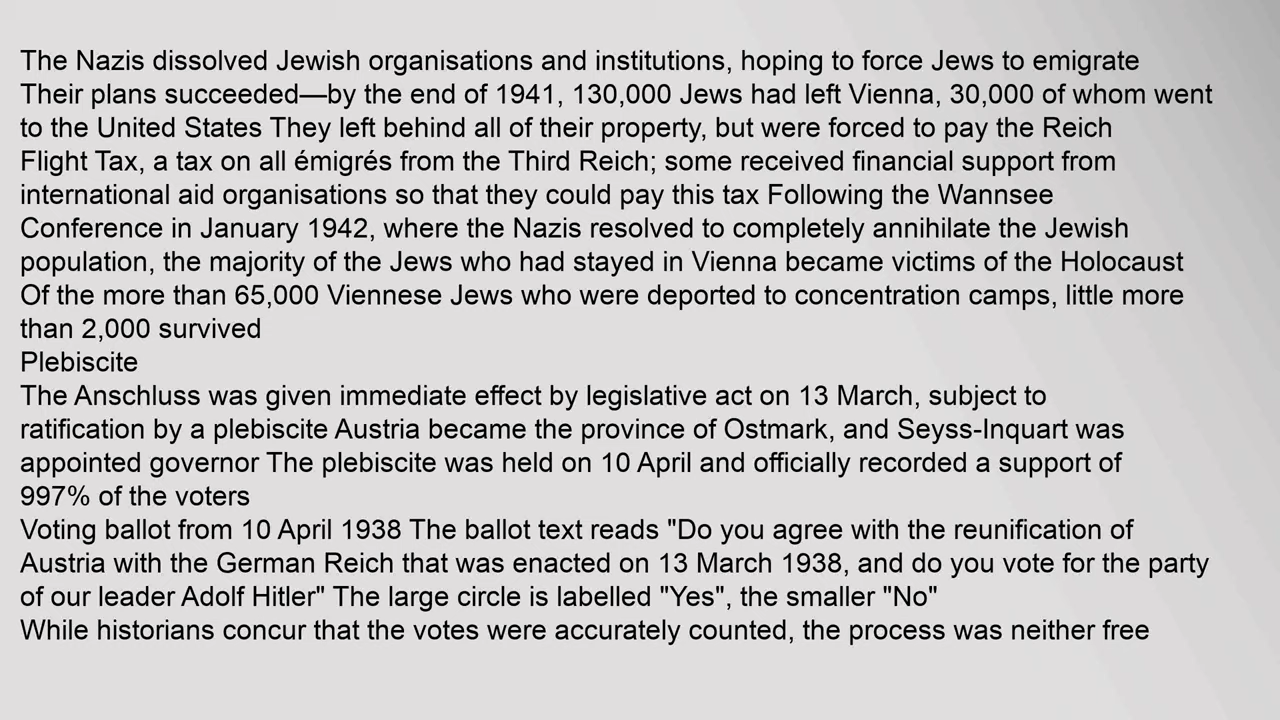 The Nazis dissolved Jewish organisations and institutions, hoping to force Jews to emigrate
Their plans succeeded—by the end of 1941, 130,000 Jews had left Vienna, 30,000 of whom went
to the United States They left behind all of their property, but were forced to pay the Reich
Flight Tax, a tax on all émigrés from the Third Reich; some received financial support from
international aid organisations so that they could pay this tax Following the Wannsee
Conference in January 1942, where the Nazis resolved to completely annihilate the Jewish
population, the majority of the Jews who had stayed in Vienna became victims of the Holocaust
Of the more than 65,000 Viennese Jews who were deported to concentration camps, little more
than 2,000 survived
Plebiscite
The Anschluss was given immediate effect by legislative act on 13 March, subject to
ratification by a plebiscite Austria became the province of Ostmark, and Seyss-Inquart was
appointed governor The plebiscite was held on 10 April and officially recorded a support of
997% of the voters
Voting ballot from 10 April 1938 The ballot text reads "Do you agree with the reunification of
Austria with the German Reich that was enacted on 13 March 1938, and do you vote for the party
of our leader Adolf Hitler" The large circle is labelled "Yes", the smaller "No"
While historians concur that the votes were accurately counted, the process was neither free